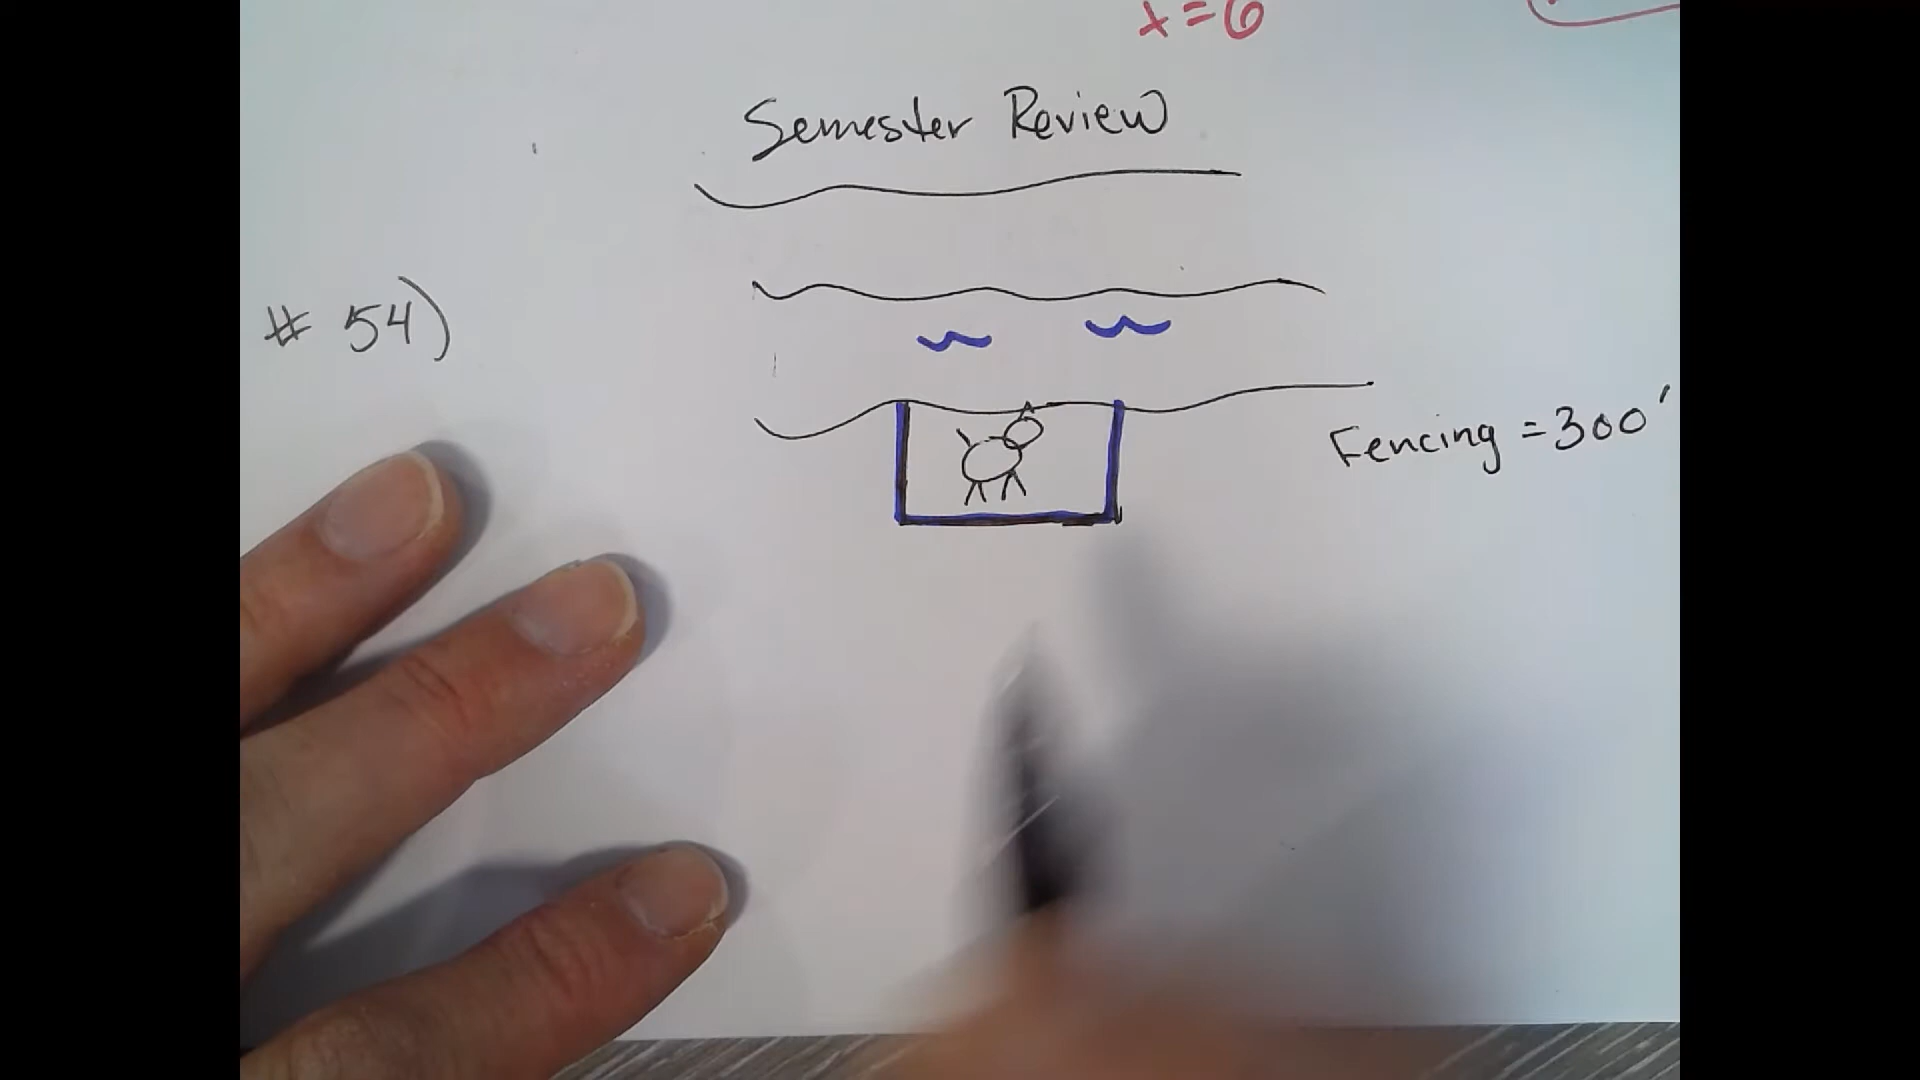 x=6
Semester Review
# 54)
Fencing = 300'